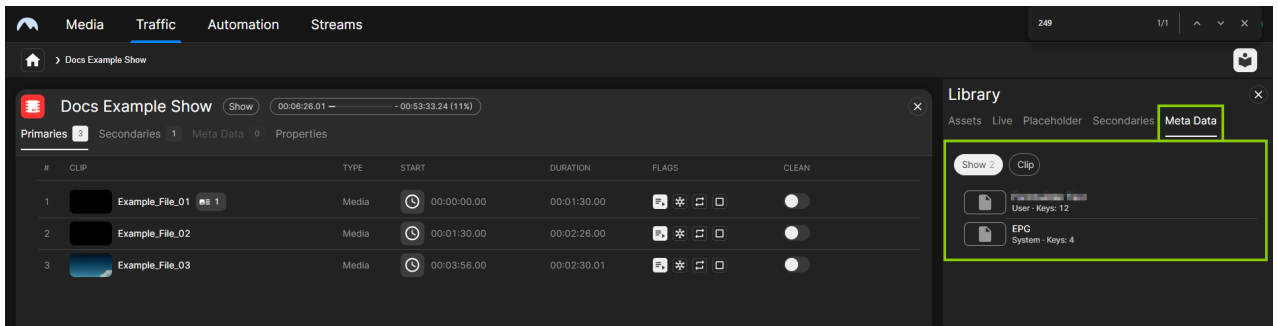 Media Traffic Automation Streams
249 1/1
Docs Example Show
Docs Example Show Show 00:06:26.01 - 00:53:33.24 (11%)
Primaries 3 Secondaries 1 Meta Data 0 Properties
# CLIP TYPE START DURATION FLAGS CLEAN
1 Example_File_01 1 Media 00:00:00.00 00:01:30.00
2 Example_File_02 Media 00:01:30.00 00:02:26.00
3 Example_File_03 Media 00:03:56.00 00:02:30.01
Library
Assets Live Placeholder Secondaries Meta Data
Show 2 Clip
User · Keys: 12
EPG
System · Keys: 4